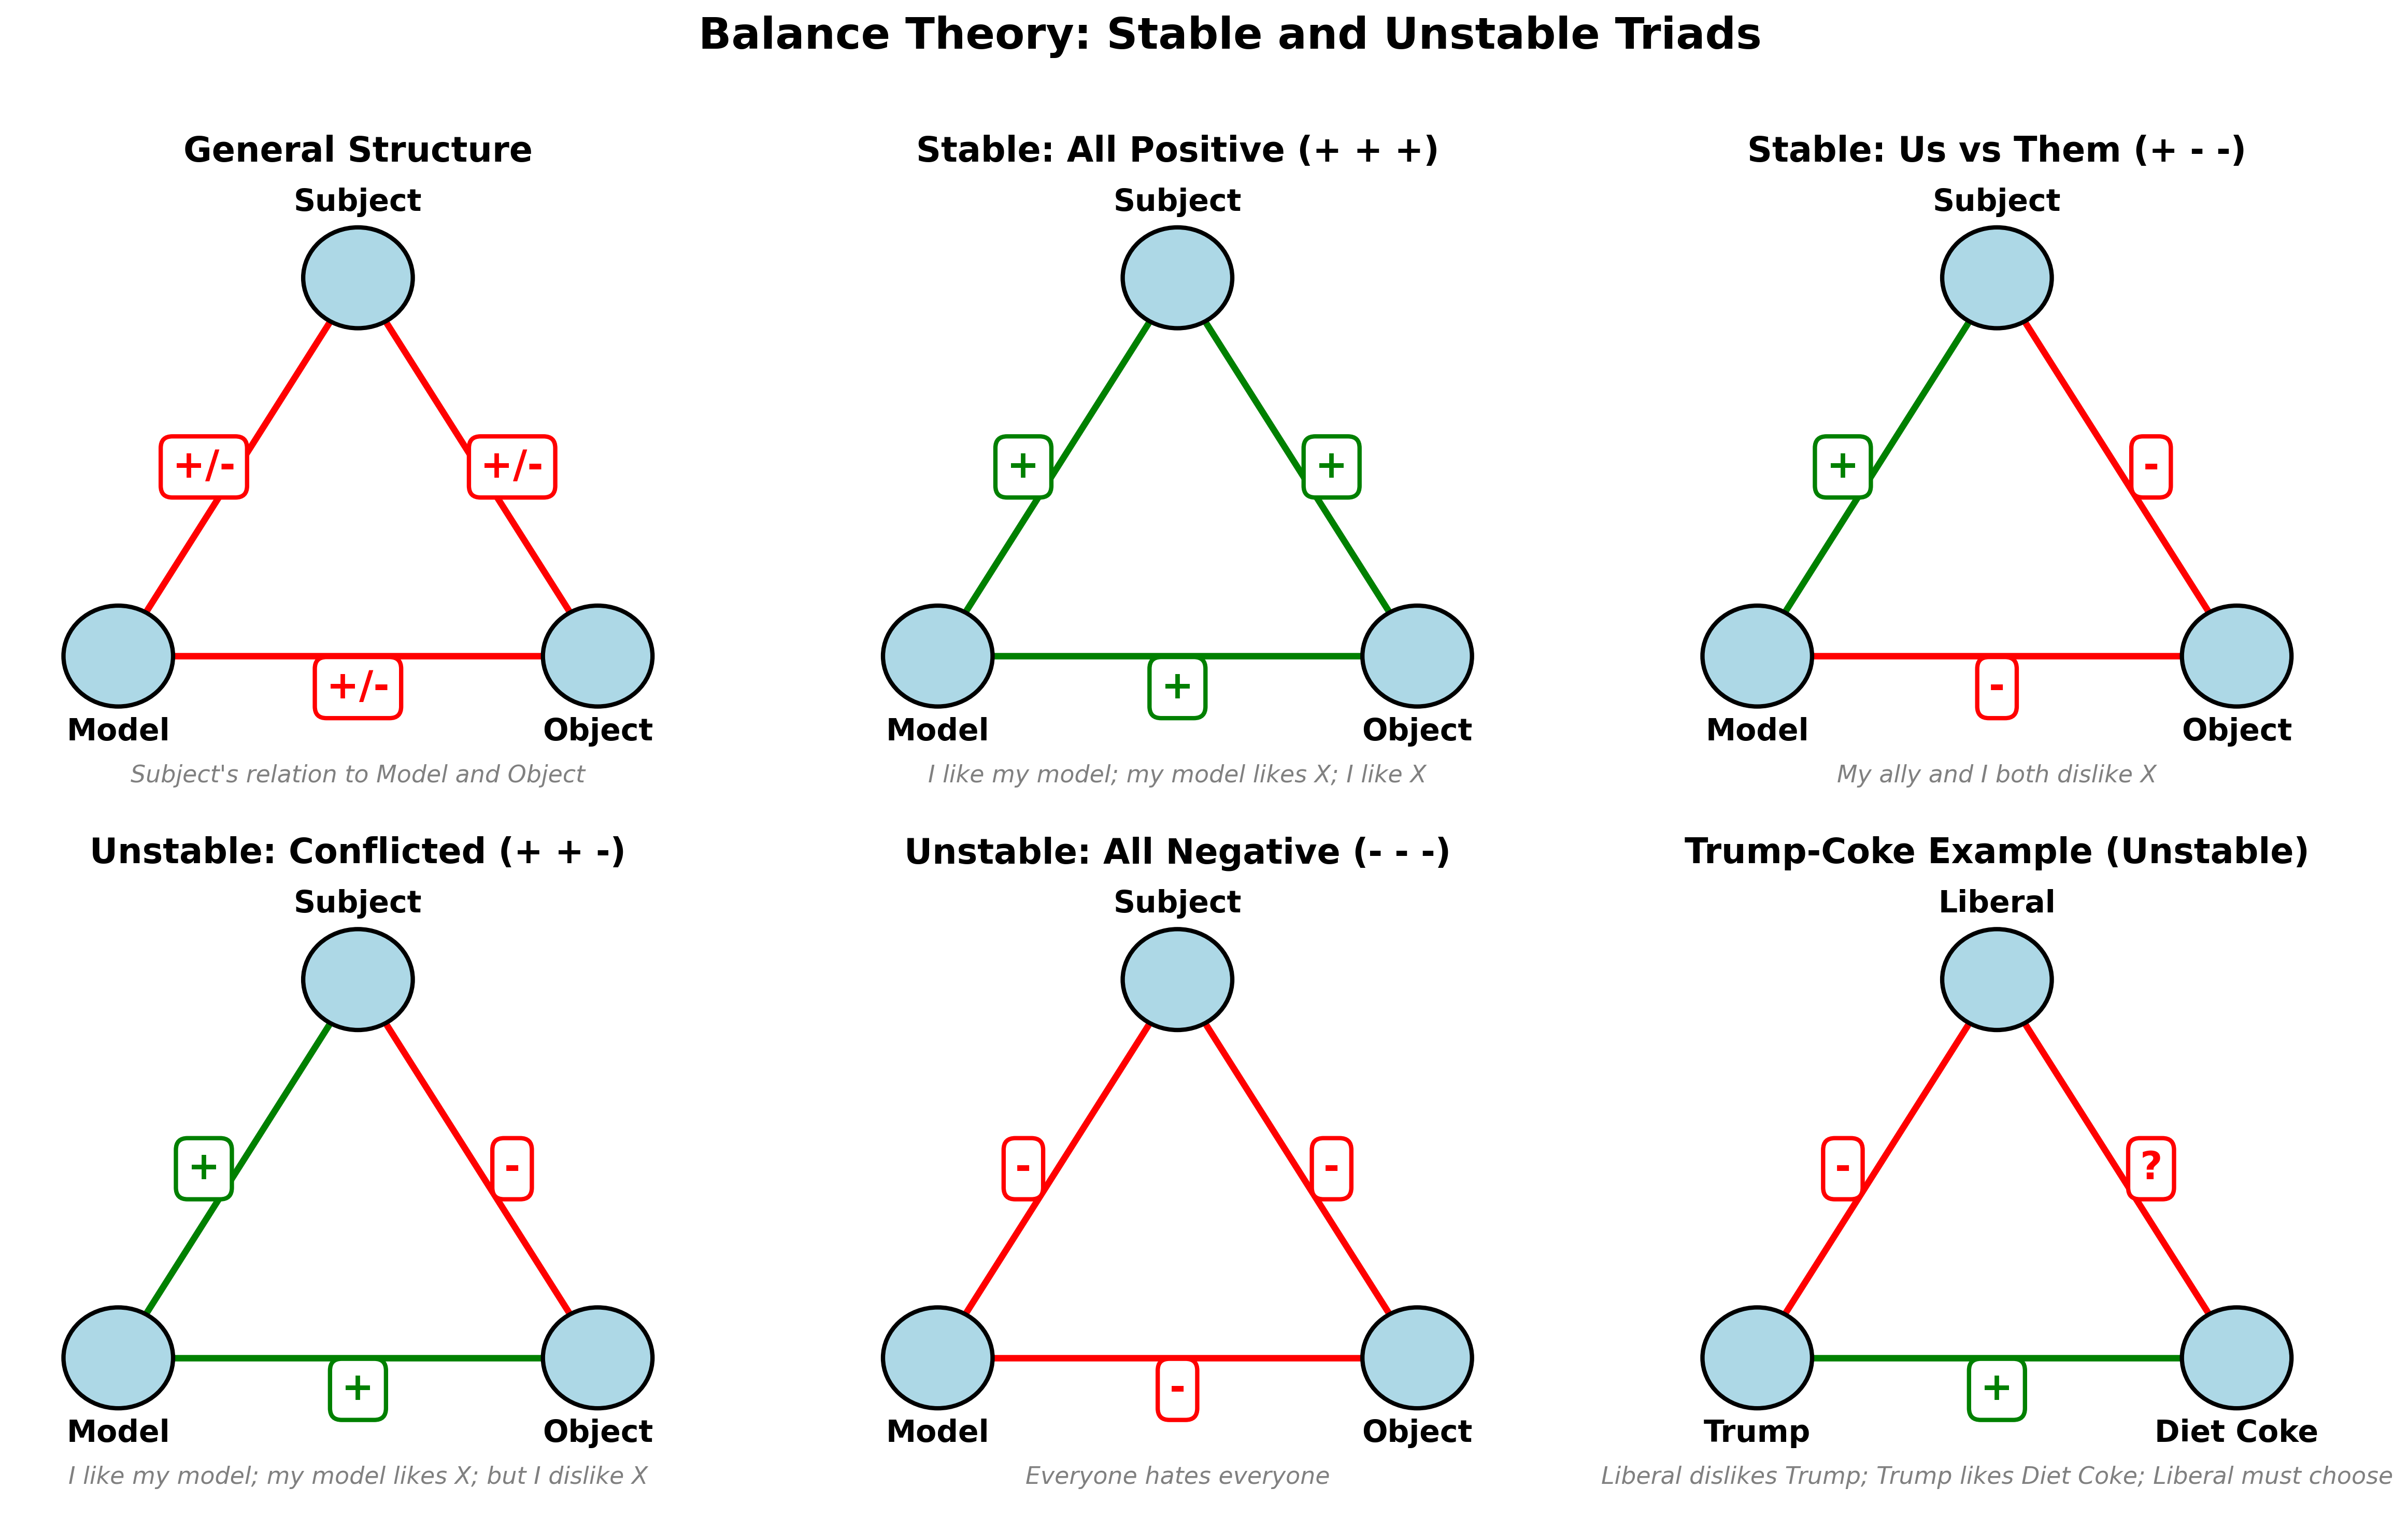 Balance Theory: Stable and Unstable Triads
General Structure
Subject
+/-
+/-
+/-
Model
Object
Subject's relation to Model and Object
Stable: All Positive (+ + +)
Subject
+
+
+
Model
Object
I like my model; my model likes X; I like X
Stable: Us vs Them (+ - -)
Subject
+
-
-
Model
Object
My ally and I both dislike X
Unstable: Conflicted (+ + -)
Subject
+
-
+
Model
Object
I like my model; my model likes X; but I dislike X
Unstable: All Negative (- - -)
Subject
-
-
-
Model
Object
Everyone hates everyone
Trump-Coke Example (Unstable)
Liberal
-
?
+
Trump
Diet Coke
Liberal dislikes Trump; Trump likes Diet Coke; Liberal must choose